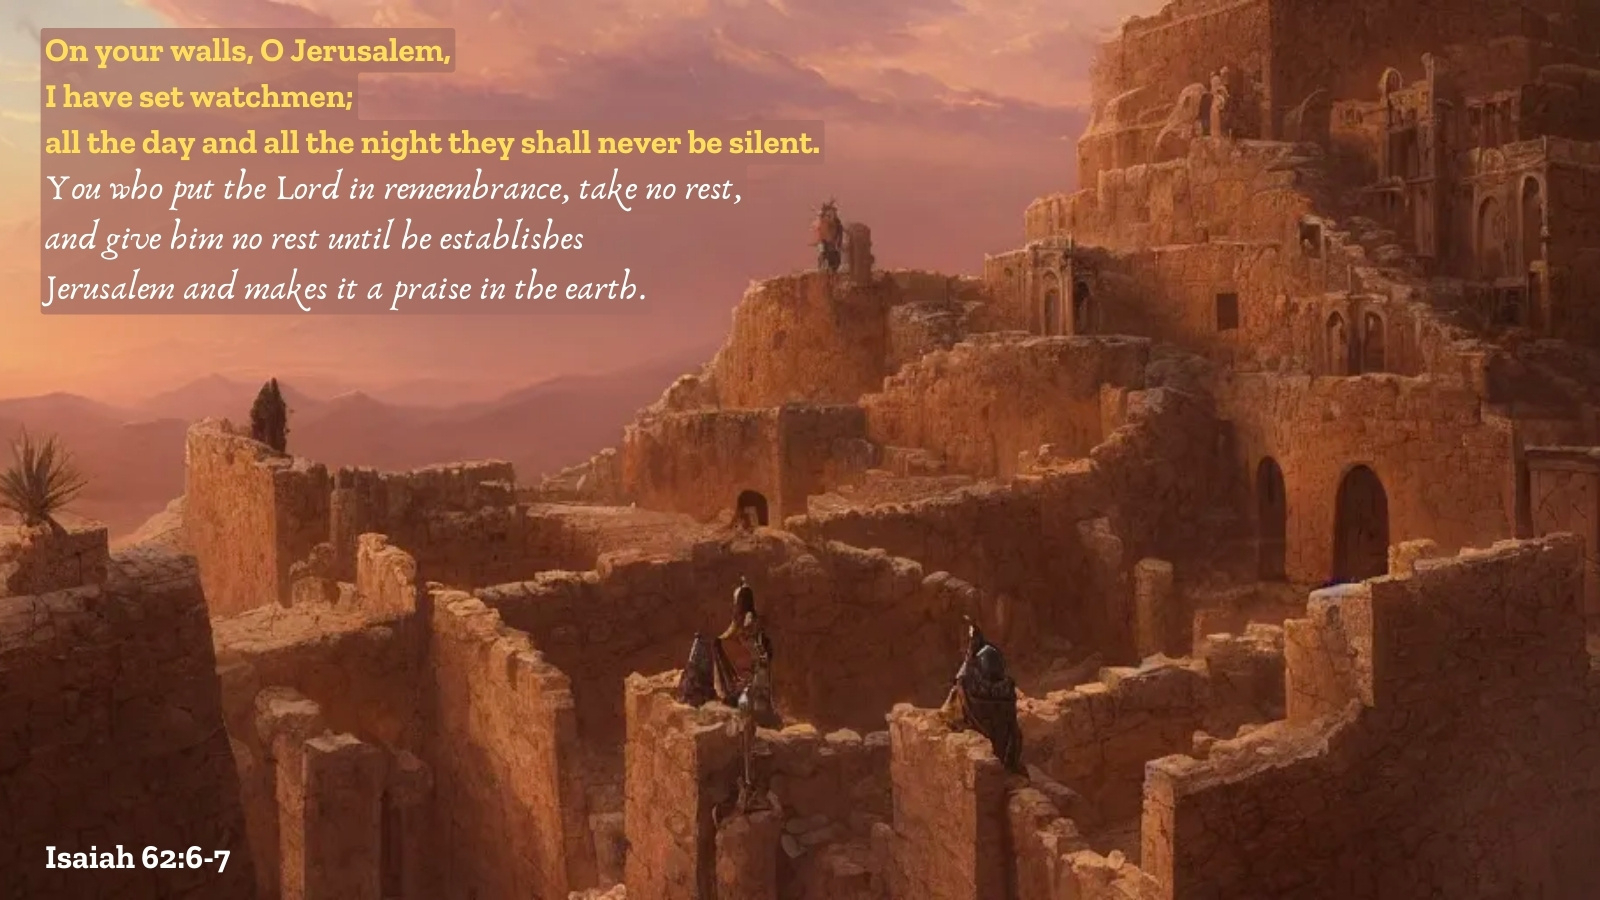 On your walls, O Jerusalem,
I have set watchmen;
all the day and all the night they shall never be silent.
You who put the Lord in remembrance, take no rest,
and give him no rest until he establishes
Jerusalem and makes it a praise in the earth.
Isaiah 62:6-7